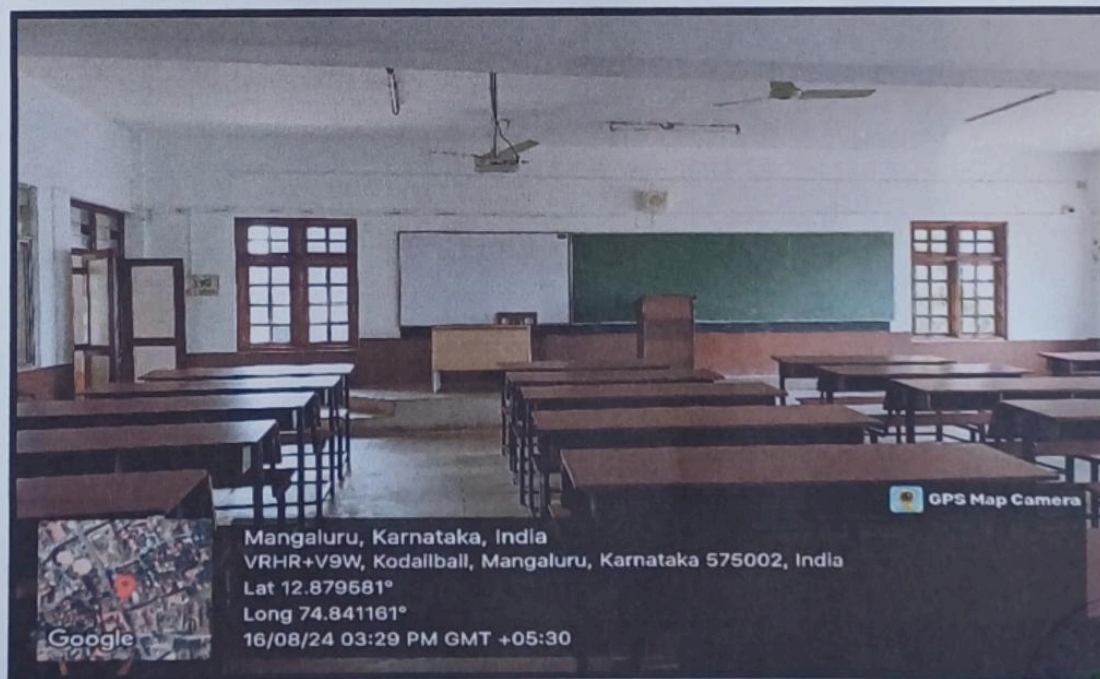 GPS Map Camera
Mangaluru, Karnataka, India
VRHR+V9W, Kodailbail, Mangaluru, Karnataka 575002, India
Lat 12.879581°
Long 74.841161°
16/08/24 03:29 PM GMT +05:30
Google